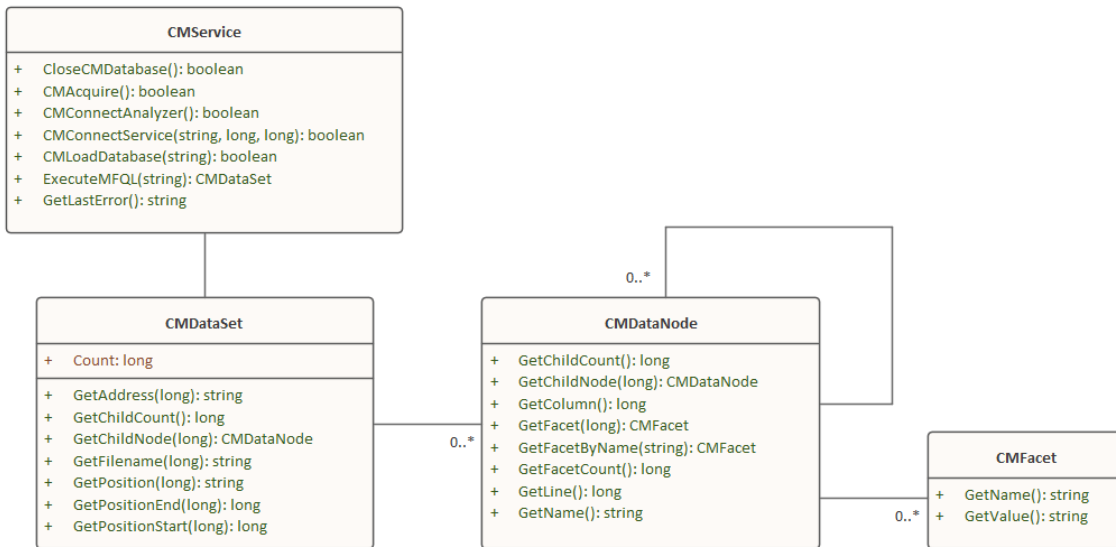 CMService
+ CloseCMDatabase(): boolean
+ CMAcquire(): boolean
+ CMConnectAnalyzer(): boolean
+ CMConnectService(string, long, long): boolean
+ CMLoadDatabase(string): boolean
+ ExecuteMFQL(string): CMDataSet
+ GetLastError(): string
0..*
CMDataSet
+ Count: long
+ GetAddress(long): string
+ GetChildCount(): long
+ GetChildNode(long): CMDataNode
+ GetFilename(long): string
+ GetPosition(long): string
+ GetPositionEnd(long): long
+ GetPositionStart(long): long
0..*
CMDataNode
+ GetChildCount(): long
+ GetChildNode(long): CMDataNode
+ GetColumn(): long
+ GetFacet(long): CMFacet
+ GetFacetByName(string): CMFacet
+ GetFacetCount(): long
+ GetLine(): long
+ GetName(): string
0..*
CMFacet
+ GetName(): string
+ GetValue(): string